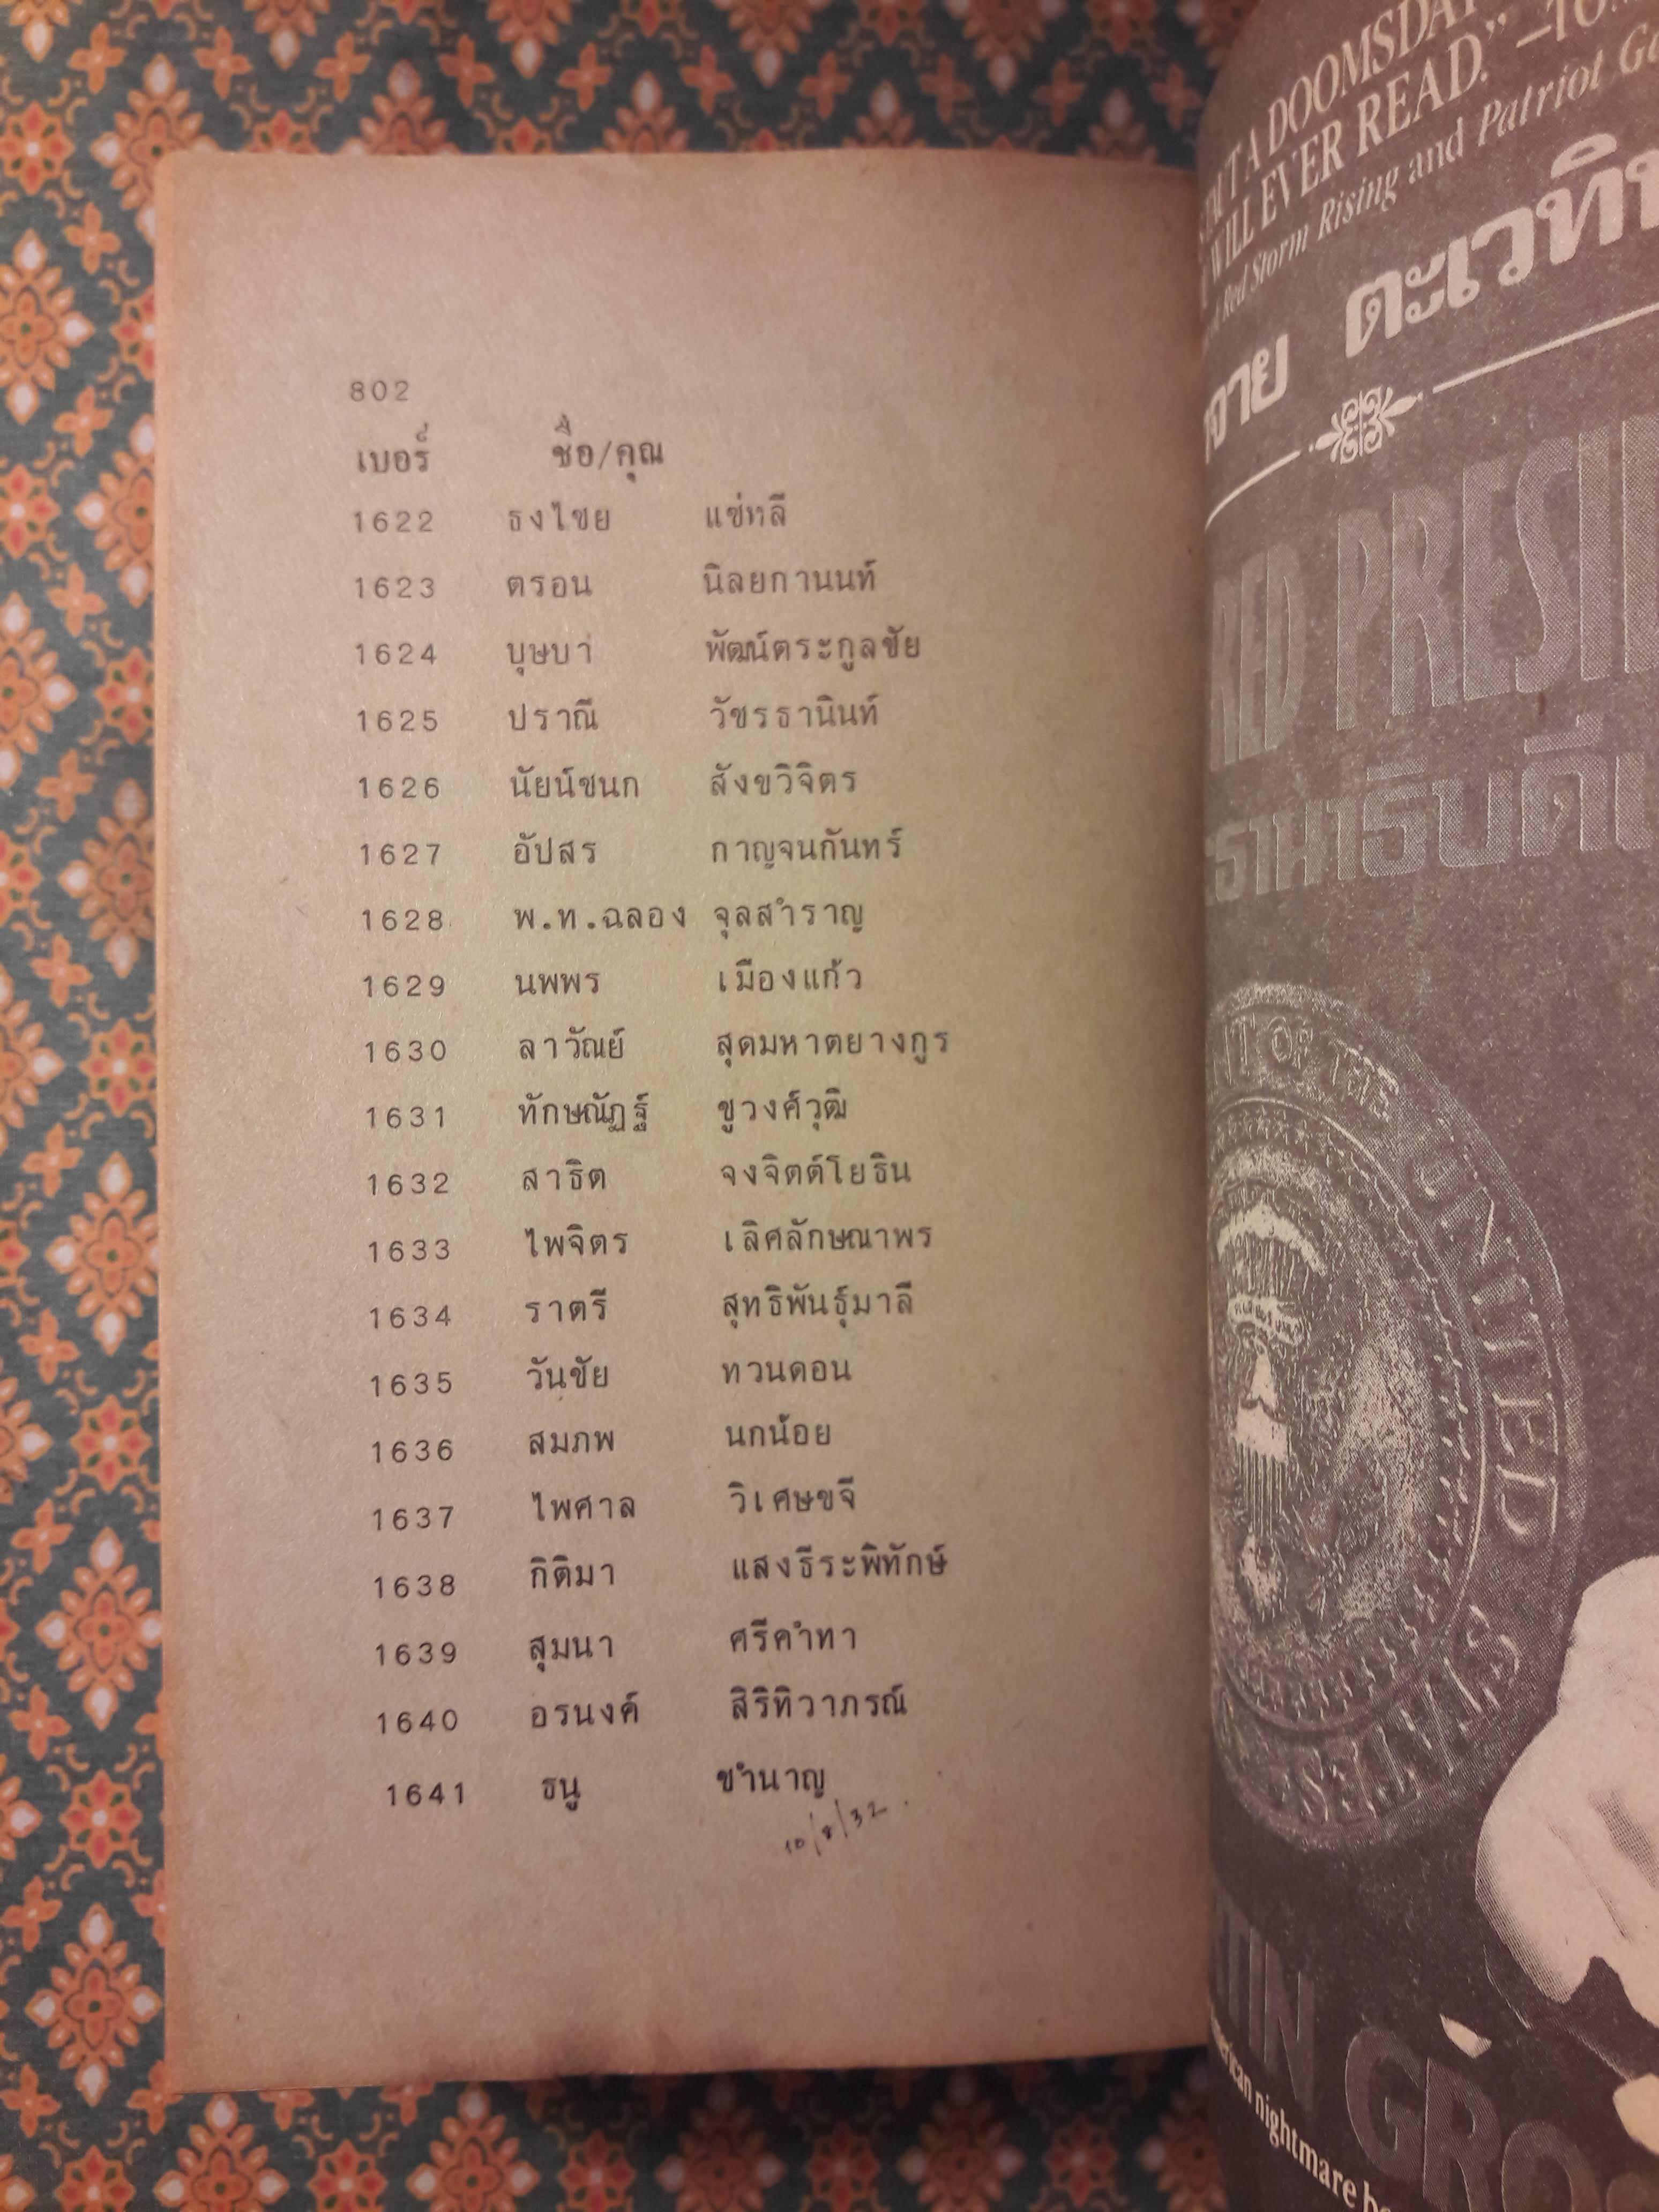 802
เบอร์ ชื่อ/คุณ
1622 ธงไชย แซ่หลี
1623 ตรอน นิลยกานนท์
1624 บุษบา พัฒน์ตระกูลชัย
1625 ปราณี วัชรธานินท์
1626 นัยน์ชนก สังขวิจิตร
1627 อัปสร กาญจนกันทร์
1628 พ.ท.ฉลอง จุลสำราญ
1629 นพพร เมืองแก้ว
1630 ลาวัณย์ สุดมหาตยางกูร
1631 ทักษณัฏฐ์ ชูวงศ์วุฒิ
1632 สาธิต จงจิตต์โยธิน
1633 ไพจิตร เลิศลักษณาพร
1634 ราตรี สุทธิพันธุ์มาลี
1635 วันชัย ทวนดอน
1636 สมภพ นกน้อย
1637 ไพศาล วิเศษขจี
1638 กิติมา แสงธีระพิทักษ์
1639 สุมนา ศรีคำทา
1640 อรนงค์ สิริทิวาภรณ์
1641 ธนู ชำนาญ
10/8/32
A DOOMSDAY
WILL EVER READ."
Red Storm Rising and Patriot
RED
OF THE UNITED STATES
nightmare